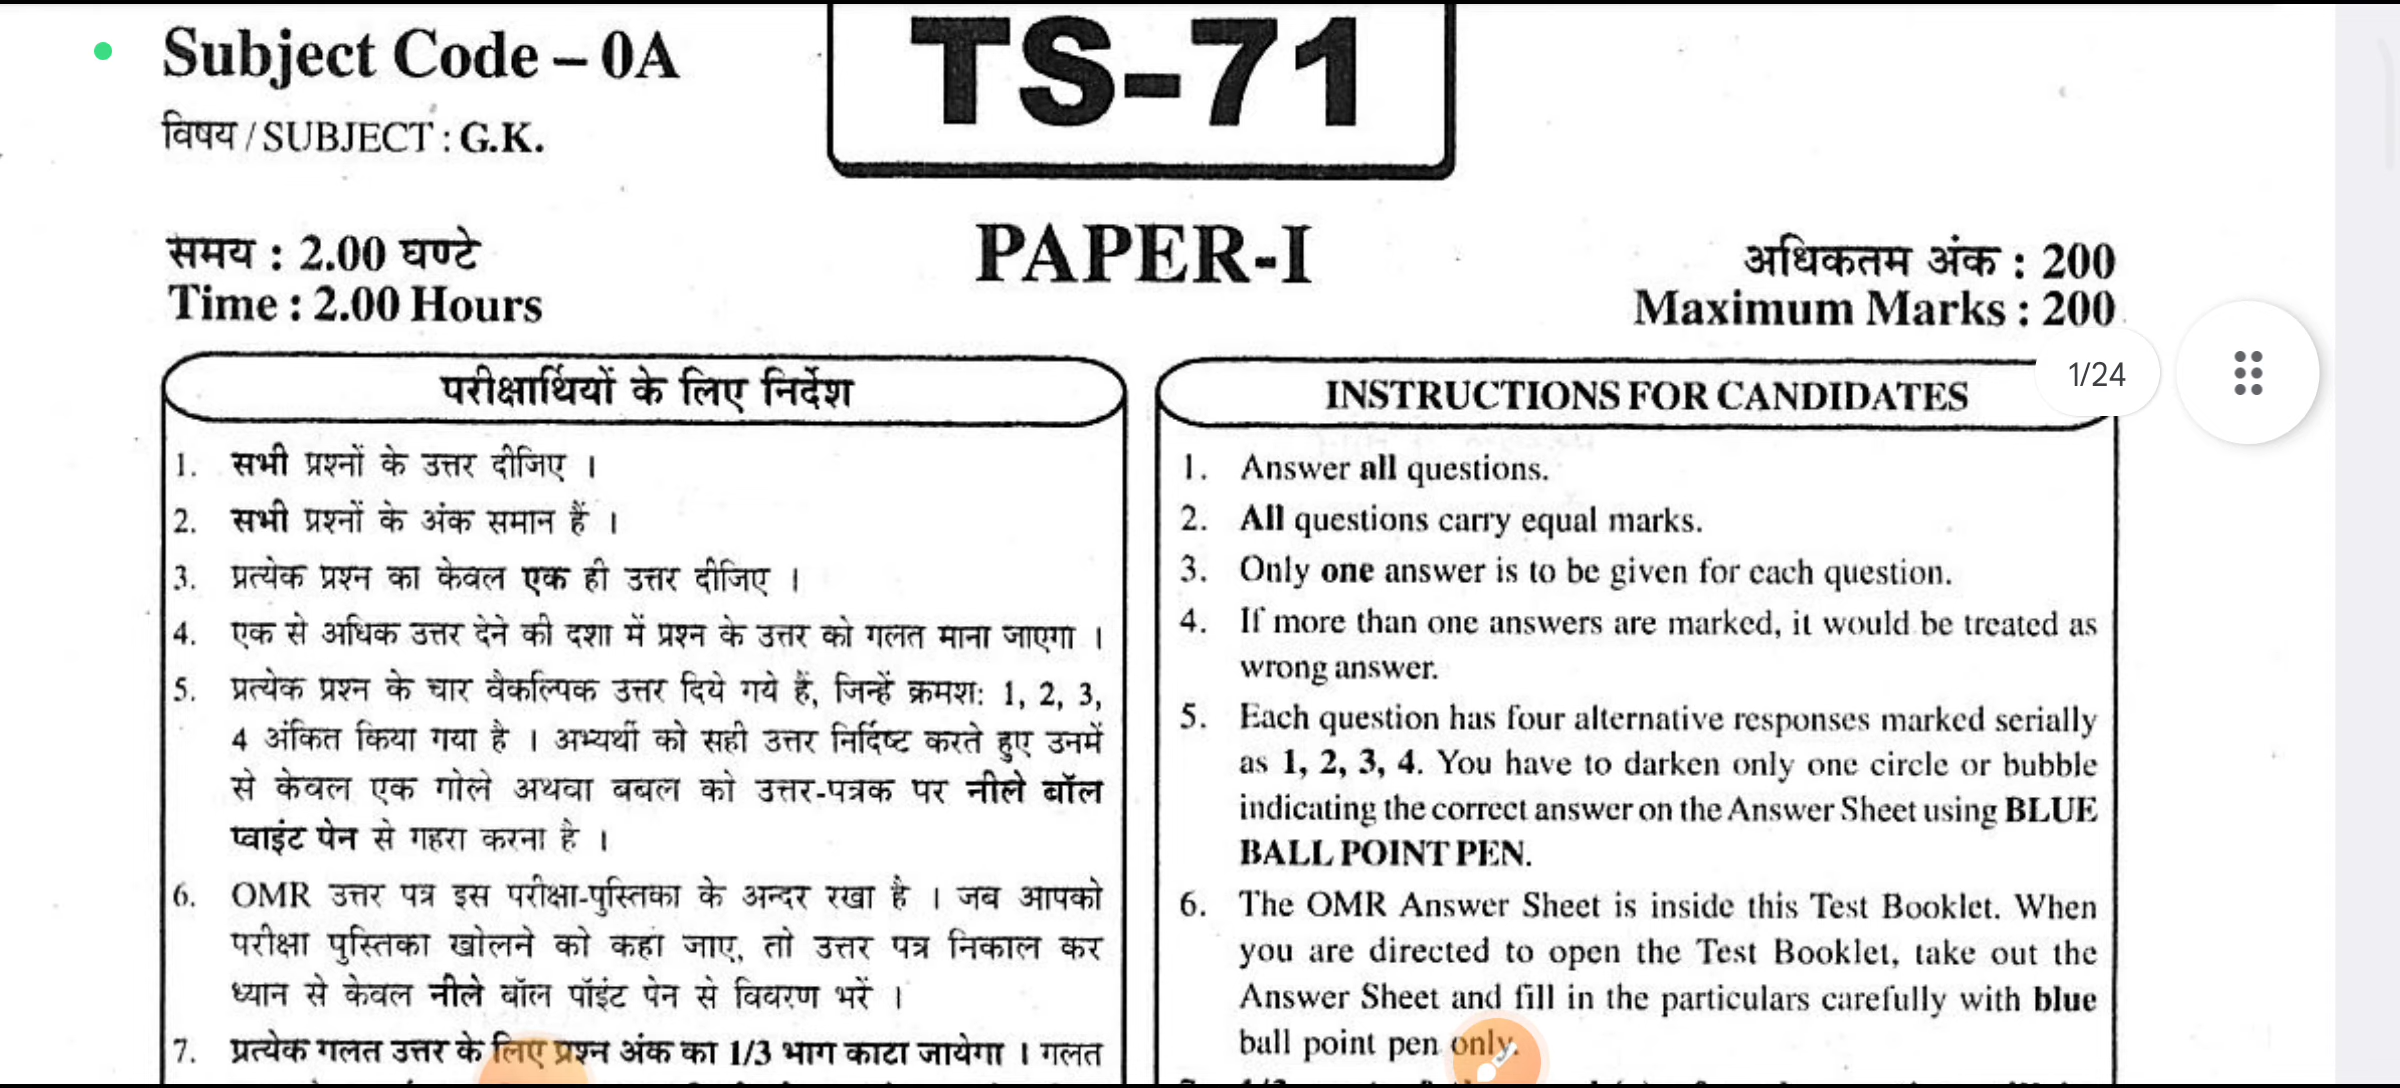 Subject Code – 0A
TS-71
विषय / SUBJECT : G.K.
समय : 2.00 घण्टे
Time : 2.00 Hours
PAPER-I
अधिकतम अंक : 200
Maximum Marks : 200
1/24
परीक्षार्थियों के लिए निर्देश
1. सभी प्रश्नों के उत्तर दीजिए ।
2. सभी प्रश्नों के अंक समान हैं ।
3. प्रत्येक प्रश्न का केवल एक ही उत्तर दीजिए ।
4. एक से अधिक उत्तर देने की दशा में प्रश्न के उत्तर को गलत माना जाएगा ।
5. प्रत्येक प्रश्न के चार वैकल्पिक उत्तर दिये गये हैं, जिन्हें क्रमशः 1, 2, 3,
4 अंकित किया गया है । अभ्यर्थी को सही उत्तर निर्दिष्ट करते हुए उनमें
से केवल एक गोले अथवा बबल को उत्तर-पत्रक पर नीले बॉल
प्वाइंट पेन से गहरा करना है ।
6. OMR उत्तर पत्र इस परीक्षा-पुस्तिका के अन्दर रखा है । जब आपको
परीक्षा पुस्तिका खोलने को कहा जाए, तो उत्तर पत्र निकाल कर
ध्यान से केवल नीले बॉल पॉइंट पेन से विवरण भरें ।
7. प्रत्येक गलत उत्तर के लिए प्रश्न अंक का 1/3 भाग काटा जायेगा । गलत
INSTRUCTIONS FOR CANDIDATES
1. Answer all questions.
2. All questions carry equal marks.
3. Only one answer is to be given for each question.
4. If more than one answers are marked, it would be treated as
wrong answer.
5. Each question has four alternative responses marked serially
as 1, 2, 3, 4. You have to darken only one circle or bubble
indicating the correct answer on the Answer Sheet using BLUE
BALL POINT PEN.
6. The OMR Answer Sheet is inside this Test Booklet. When
you are directed to open the Test Booklet, take out the
Answer Sheet and fill in the particulars carefully with blue
ball point pen only.